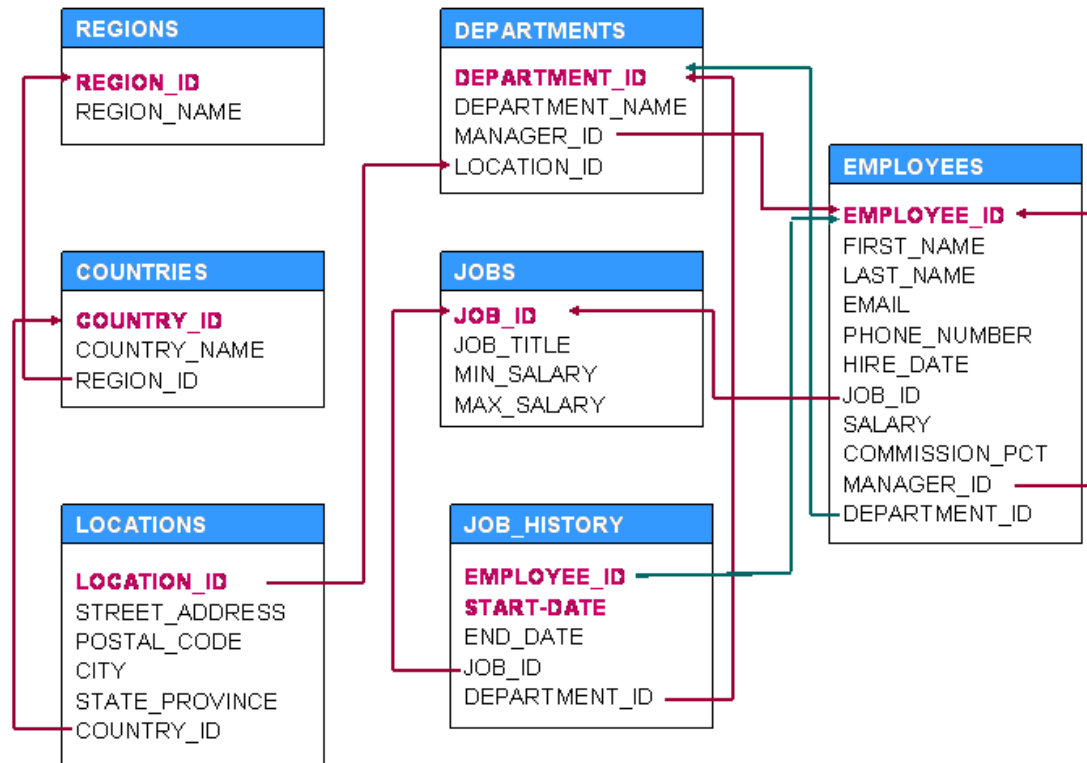 REGIONS
REGION_ID
REGION_NAME
DEPARTMENTS
DEPARTMENT_ID
DEPARTMENT_NAME
MANAGER_ID
LOCATION_ID
EMPLOYEES
EMPLOYEE_ID
FIRST_NAME
LAST_NAME
EMAIL
PHONE_NUMBER
HIRE_DATE
JOB_ID
SALARY
COMMISSION_PCT
MANAGER_ID
DEPARTMENT_ID
COUNTRIES
COUNTRY_ID
COUNTRY_NAME
REGION_ID
JOBS
JOB_ID
JOB_TITLE
MIN_SALARY
MAX_SALARY
LOCATIONS
LOCATION_ID
STREET_ADDRESS
POSTAL_CODE
CITY
STATE_PROVINCE
COUNTRY_ID
JOB_HISTORY
EMPLOYEE_ID
START-DATE
END_DATE
JOB_ID
DEPARTMENT_ID